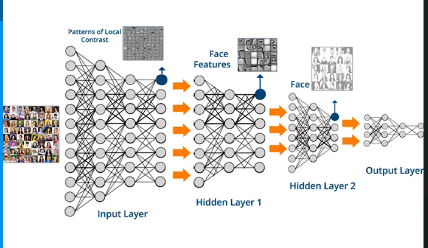 Patterns of Local
Contrast
Face
Features
Face
Input Layer
Hidden Layer 1
Hidden Layer 2
Output Layer